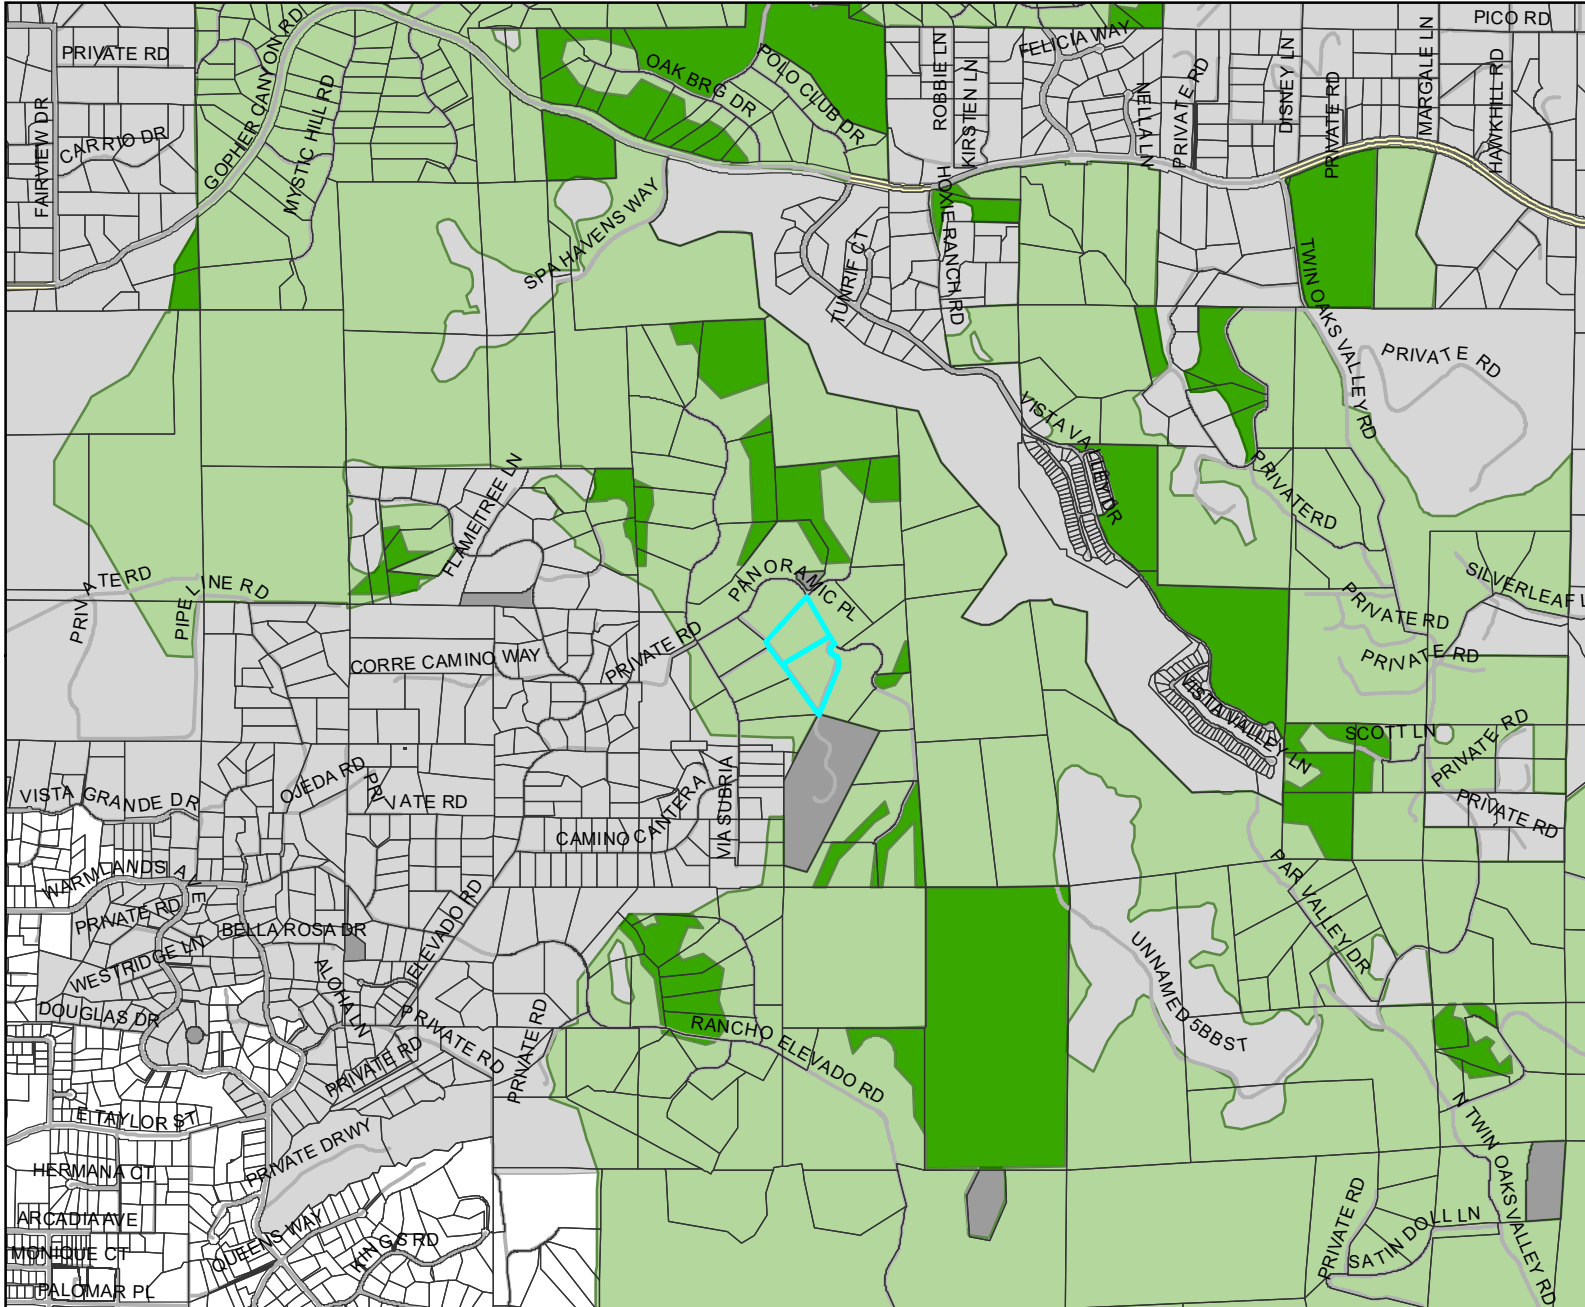 PICO RD
PRIVATE RD
FELICIA WAY
GOPHER CANYON RD
OAK BRG DR
POLO CLUB DR
ROBBIE LN
KIRSTEN LN
NELLA LN
PRIVATE RD
DISNEY LN
PRIVATE RD
MARGALE LN
HAWKHILL RD
FAIRVIEW DR
CARRIO DR
MYSTIC HILL RD
SPA HAVENS WAY
HOXIE RANCH RD
TUNRIF CT
TWIN OAKS VALLEY RD
PRIVATE RD
VISTA VALLEY DR
FLAMETREE LN
PRIVATERD
PRIVATE RD
PIPELINE RD
PANORAMIC PL
SILVERLEAF L
PRIVATE RD
PRIVATE RD
CORRE CAMINO WAY
PRIVATE RD
VISTA VALLEY LN
SCOTT LN
PRIVATE RD
OJEDA RD
PRIVATE RD
VIA SUBRIA
VISTA GRANDE DR
CAMINO CANTERA
PRIVATE RD
WARMLANDS AVE
PAR VALLEY DR
PRIVATE RD
BELLA ROSA DR
ELEVADO RD
WESTRIDGE LN
ALOHA LN
UNNAMED 5BBST
DOUGLAS DR
PRIVATE RD
PRIVATE RD
RANCHO ELEVADO RD
PRIVATE RD
E TAYLOR ST
N TWIN OAKS VALLEY RD
PRIVATE DRWY
HERMANA CT
PRIVATE RD
ARCADIA AVE
QUEENS WAY
KINGS RD
SATIN DOLL LN
MONIQUE CT
PALOMAR PL